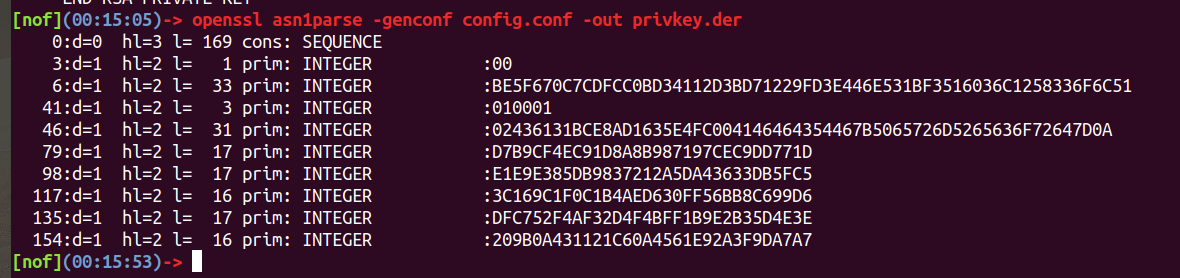 END RSA PRIVATE KEY
[nof](00:15:05)-> openssl asn1parse -genconf config.conf -out privkey.der
0:d=0 hl=3 l= 169 cons: SEQUENCE
3:d=1 hl=2 l= 1 prim: INTEGER :00
6:d=1 hl=2 l= 33 prim: INTEGER :BE5F670C7CDFCC0BD34112D3BD71229FD3E446E531BF3516036C1258336F6C51
41:d=1 hl=2 l= 3 prim: INTEGER :010001
46:d=1 hl=2 l= 31 prim: INTEGER :02436131BCE8AD1635E4FC004146464354467B5065726D5265636F72647D0A
79:d=1 hl=2 l= 17 prim: INTEGER :D7B9CF4EC91D8A8B987197CEC9DD771D
98:d=1 hl=2 l= 17 prim: INTEGER :E1E9E385DB9837212A5DA43633DB5FC5
117:d=1 hl=2 l= 16 prim: INTEGER :3C169C1F0C1B4AED630FF56BB8C699D6
135:d=1 hl=2 l= 17 prim: INTEGER :DFC752F4AF32D4F4BFF1B9E2B35D4E3E
154:d=1 hl=2 l= 16 prim: INTEGER :209B0A431121C60A4561E92A3F9DA7A7
[nof](00:15:53)->